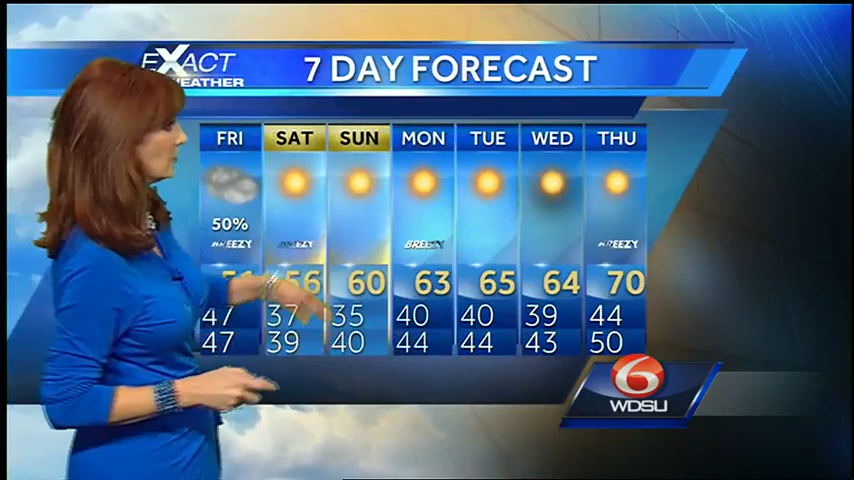 EXACT
WEATHER
7 DAY FORECAST
FRI SAT SUN MON TUE WED THU
50%
BREEZY BREEZY BREEZY BREEZY
56 60 63 65 64 70
47 37 35 40 40 39 44
47 39 40 44 44 43 50
6
WDSU